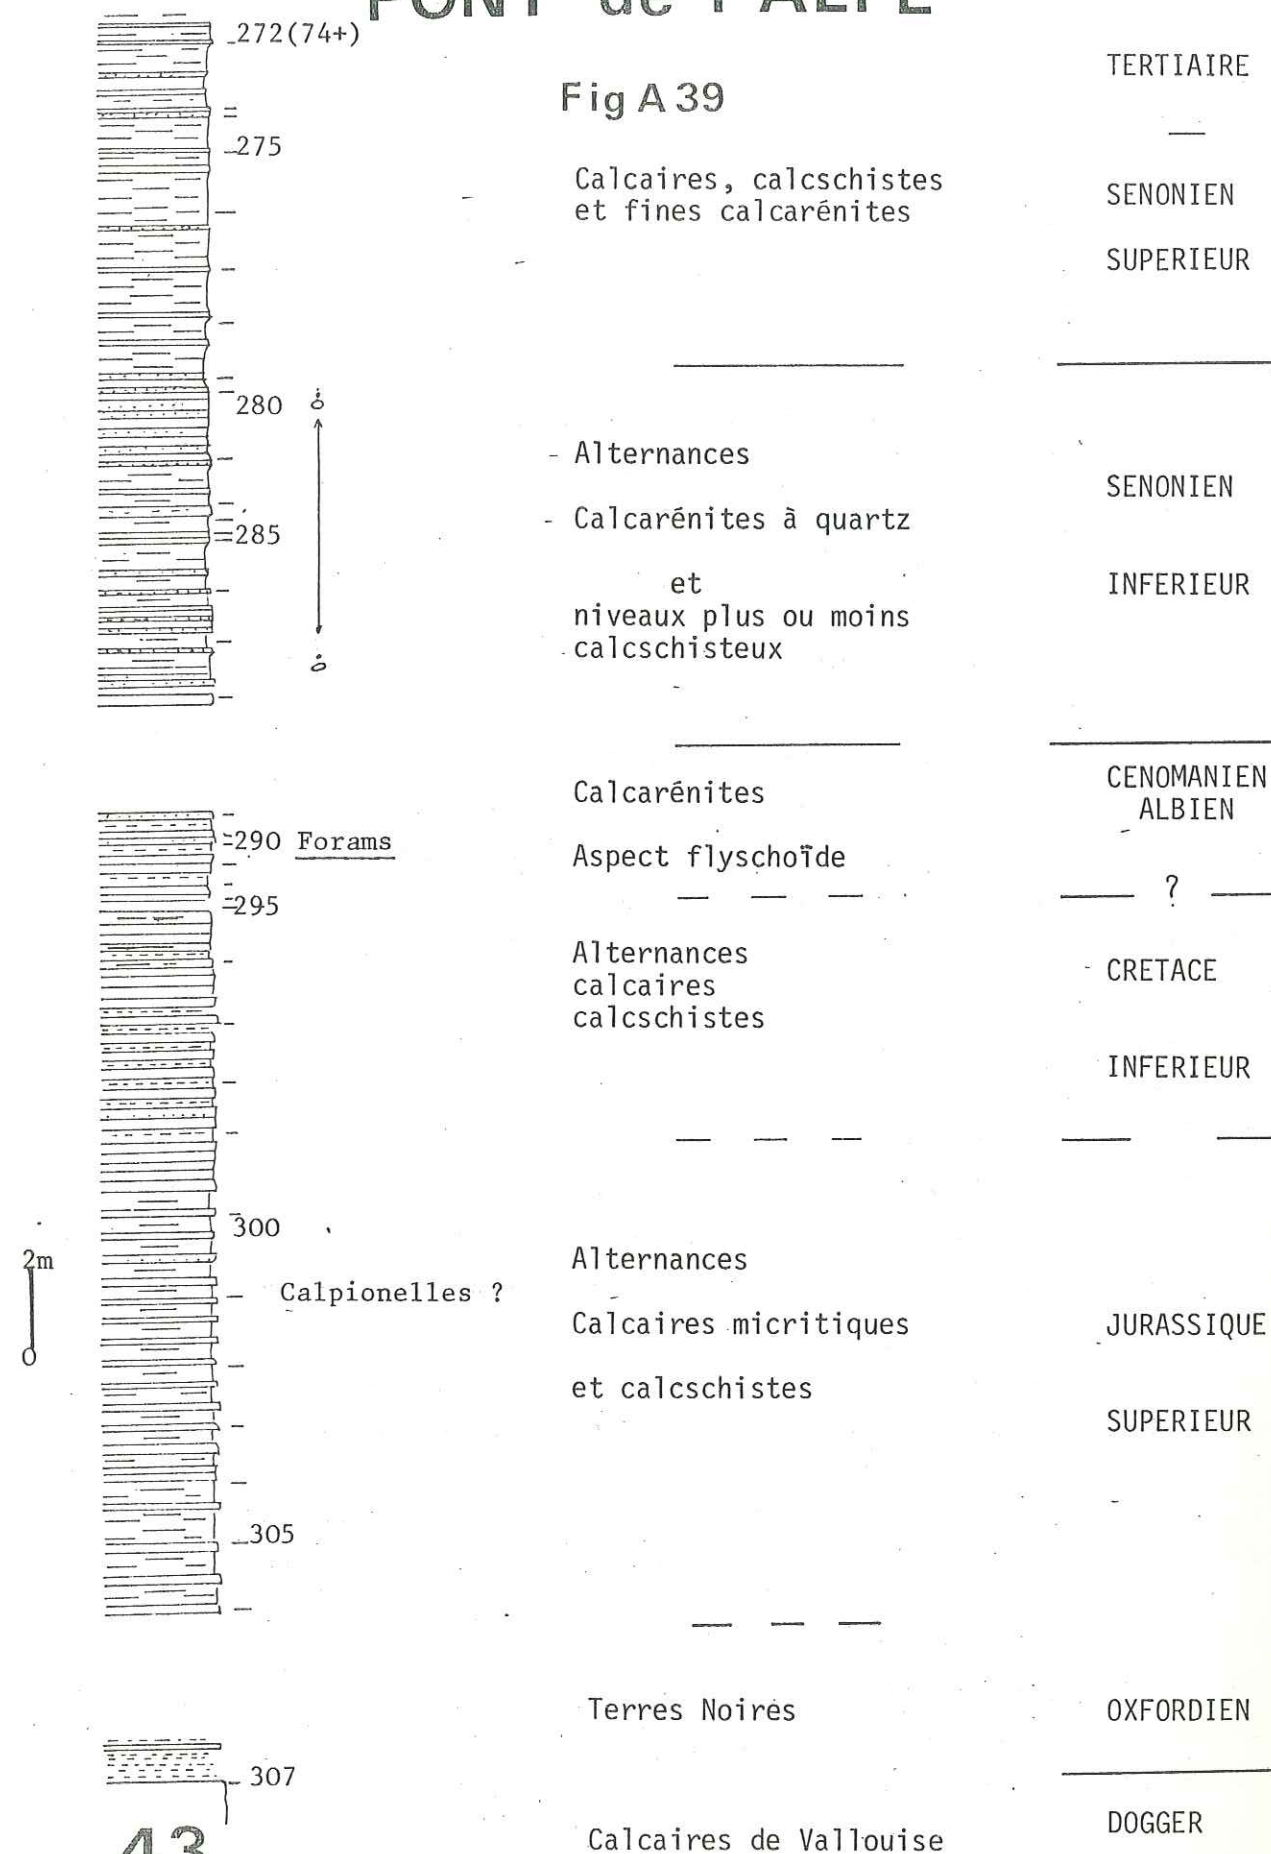 PONT de l'ALPE
272(74+)
TERTIAIRE
Fig A 39
—
275
Calcaires, calcschistes
et fines calcarénites
SENONIEN
SUPERIEUR
280
Alternances
SENONIEN
Calcarénites à quartz
285
et
INFERIEUR
niveaux plus ou moins
calcschisteux
Calcarénites
CENOMANIEN
ALBIEN
290 Forams
Aspect flyschoïde
?
295
Alternances
calcaires
calcschistes
CRETACE
INFERIEUR
300
2m
Alternances
Calpionelles ?
Calcaires micritiques
JURASSIQUE
0
et calcschistes
SUPERIEUR
305
Terres Noires
OXFORDIEN
307
DOGGER
43
Calcaires de Vallouise